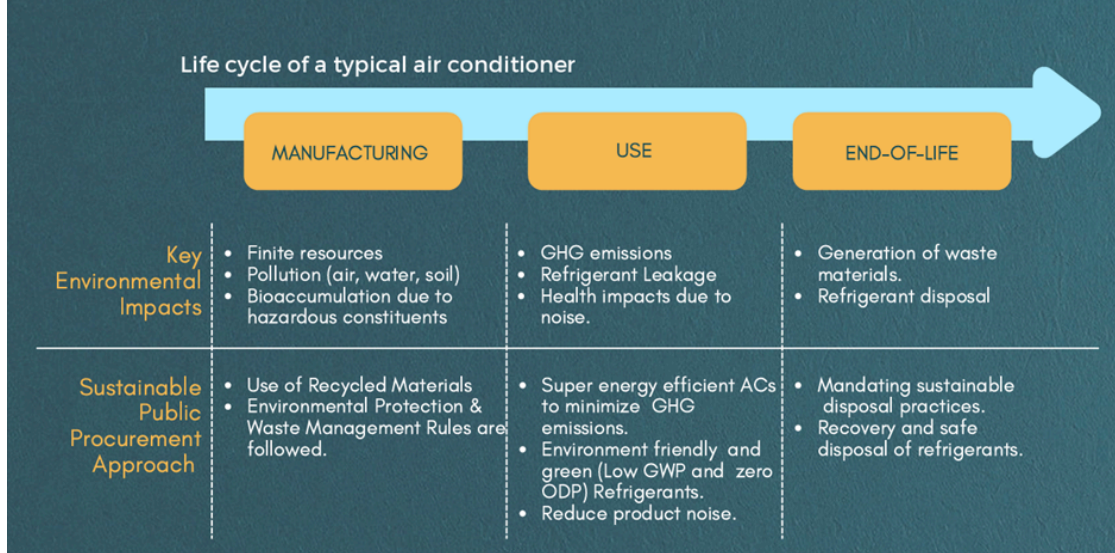 Life cycle of a typical air conditioner
MANUFACTURING
USE
END-OF-LIFE
Key
Environmental
Impacts
• Finite resources
• Pollution (air, water, soil)
• Bioaccumulation due to
hazardous constituents
• GHG emissions
• Refrigerant Leakage
• Health impacts due to
noise.
• Generation of waste
materials.
• Refrigerant disposal
Sustainable
Public
Procurement
Approach
• Use of Recycled Materials
• Environmental Protection &
Waste Management Rules are
followed.
• Super energy efficient ACs
to minimize GHG
emissions.
• Environment friendly and
green (Low GWP and zero
ODP) Refrigerants.
• Reduce product noise.
• Mandating sustainable
disposal practices.
• Recovery and safe
disposal of refrigerants.